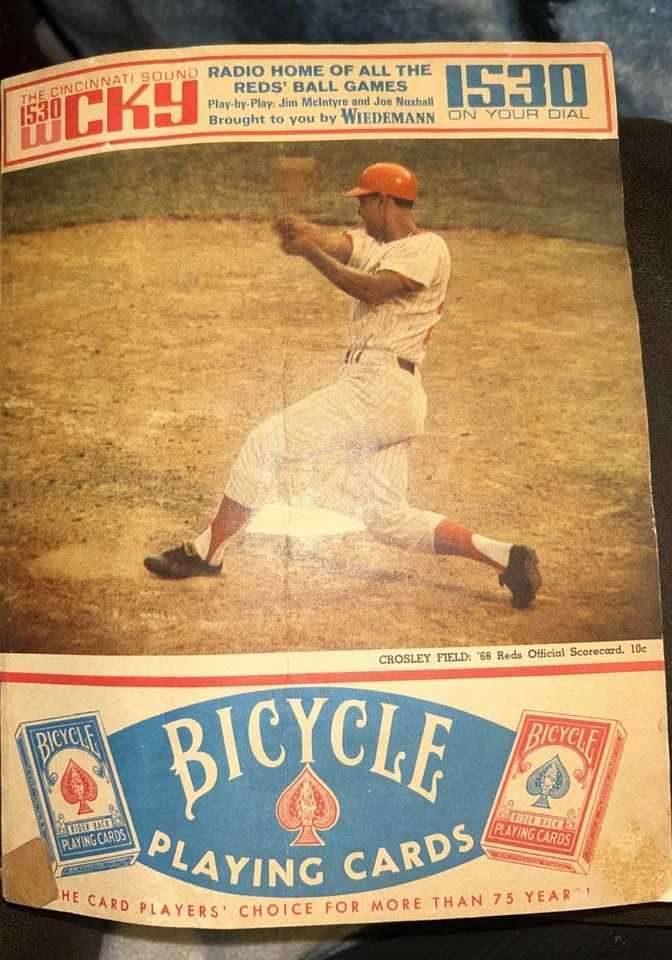 THE CINCINNATI SOUND
1530
WCKY
RADIO HOME OF ALL THE
REDS' BALL GAMES
Play-by-Play: Jim McIntyre and Joe Nuxhall
Brought to you by WIEDEMANN
1530
ON YOUR DIAL
CROSLEY FIELD: '68 Reds Official Scorecard, 10c
BICYCLE
PLAYING CARDS
BICYCLE
RIDER BACK
PLAYING CARDS
BICYCLE
RIDER BACK
PLAYING CARDS
HE CARD PLAYERS' CHOICE FOR MORE THAN 75 YEAR